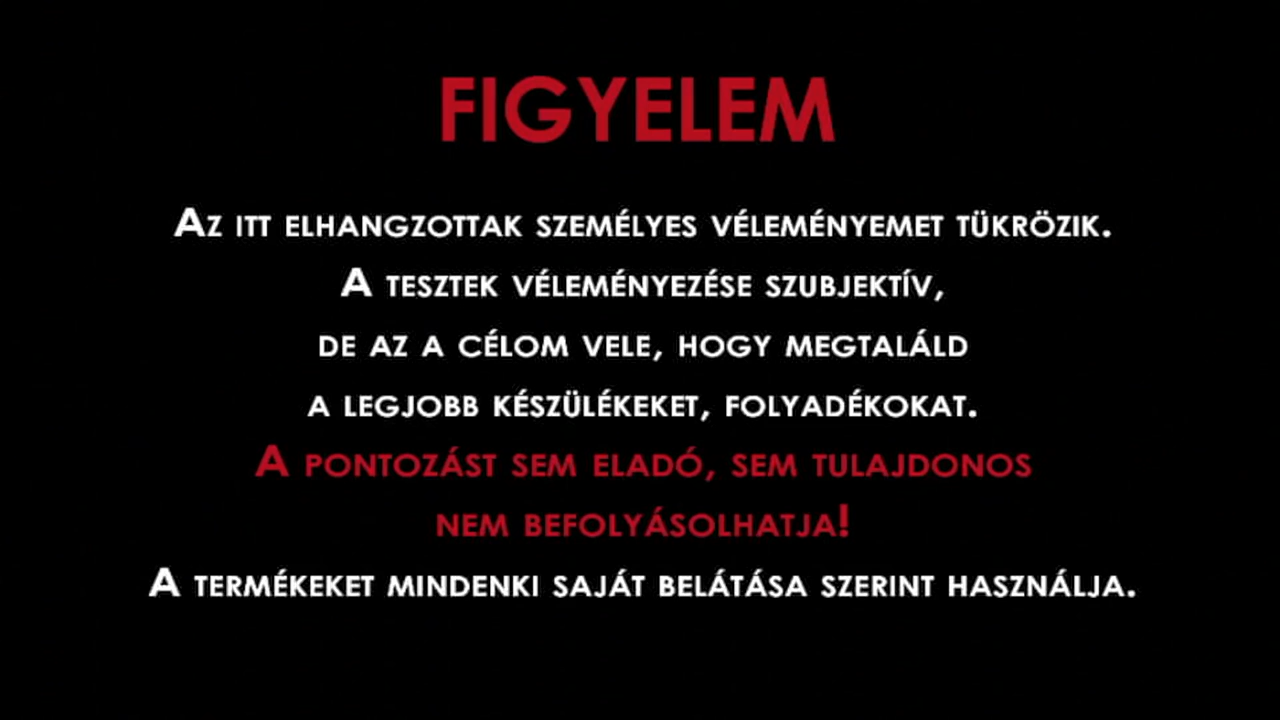 FIGYELEM
Az itt elhangzottak személyes véleményemet tükrözik.
A tesztek véleményezése szubjektív,
de az a célom vele, hogy megtaláld
a legjobb készülékeket, folyadékokat.
A pontozást sem eladó, sem tulajdonos
nem befolyásolhatja!
A termékeket mindenki saját belátása szerint használja.